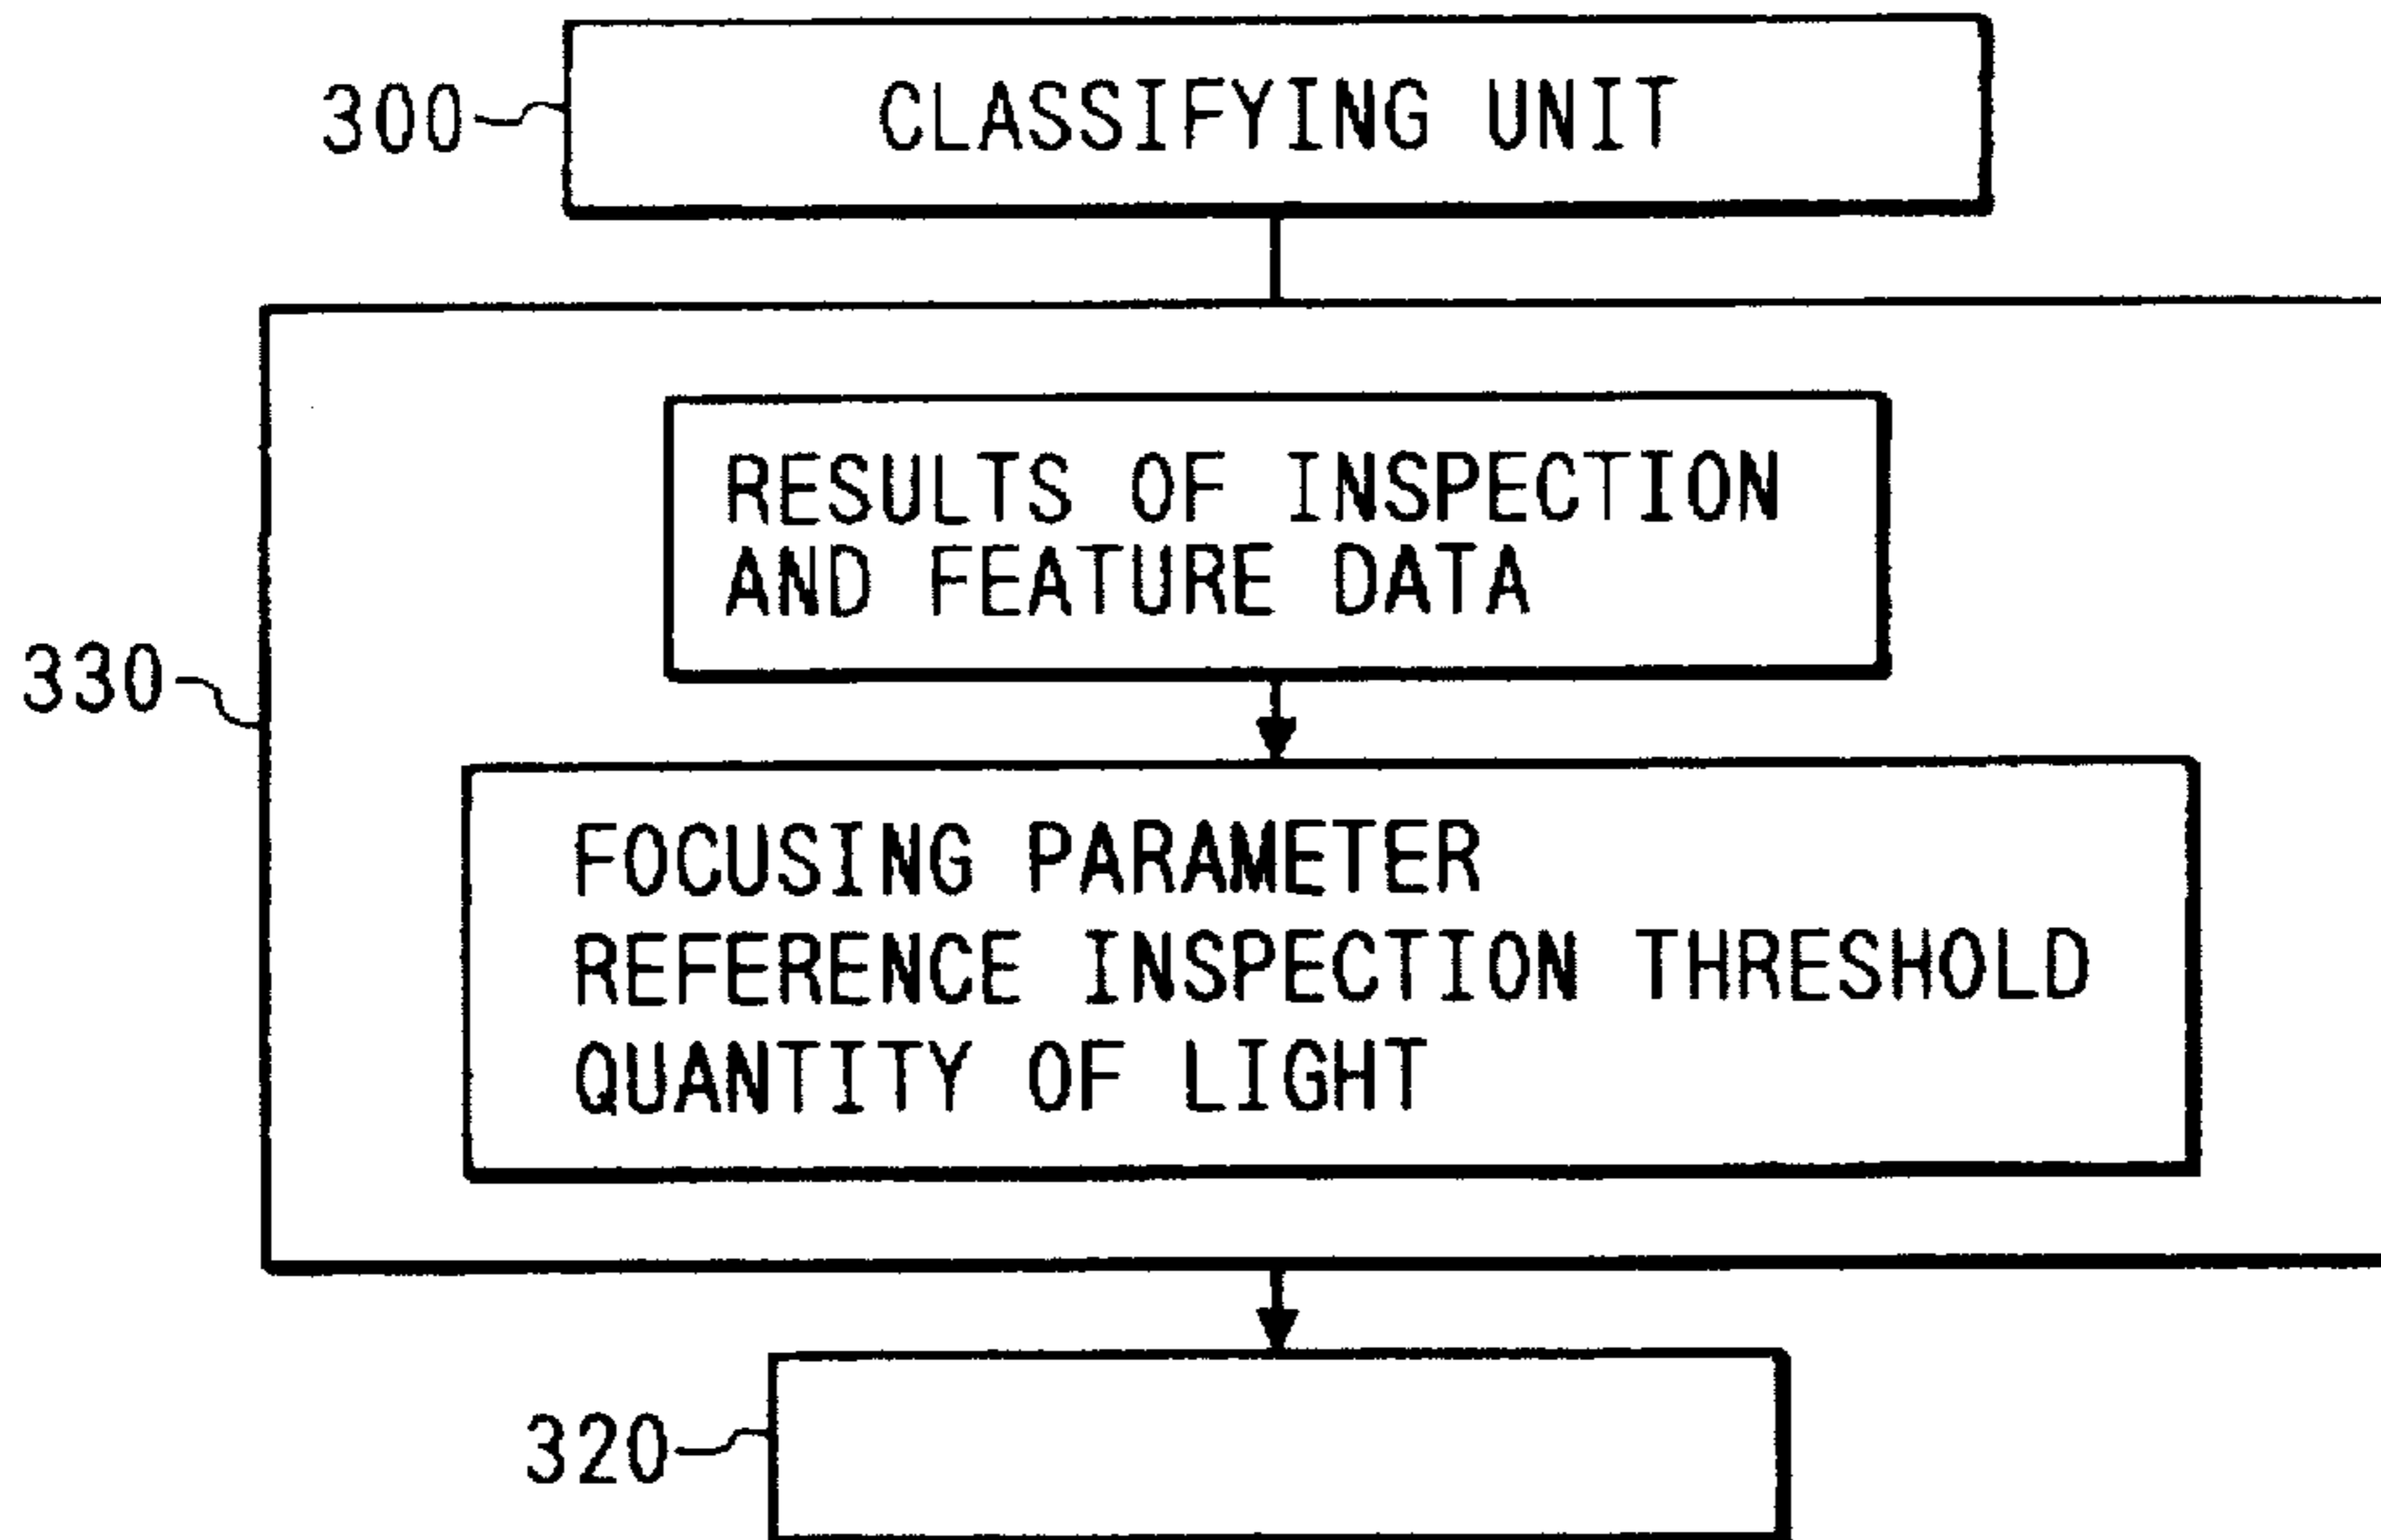 300
CLASSIFYING UNIT
RESULTS OF INSPECTION
AND FEATURE DATA
330
FOCUSING PARAMETER
REFERENCE INSPECTION THRESHOLD
QUANTITY OF LIGHT
320